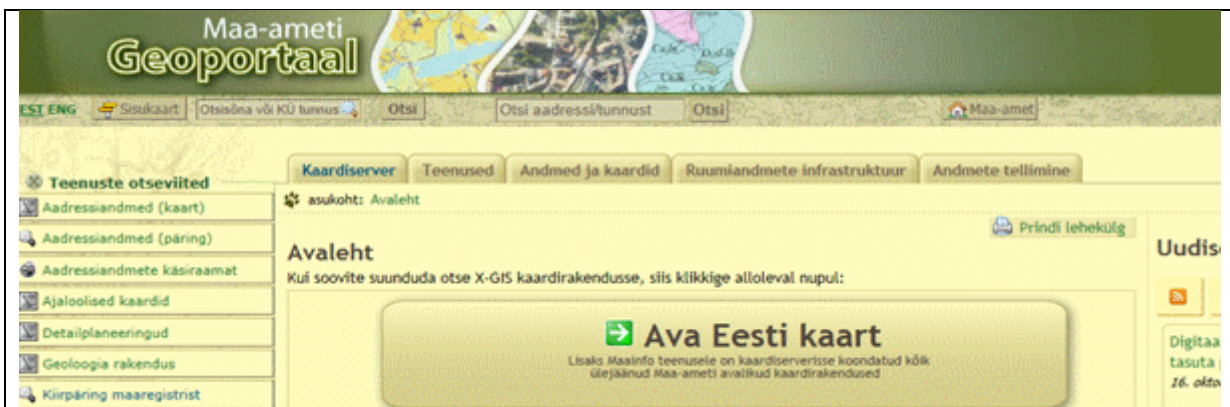 Maa-ameti
Geoportaal
EST ENG Sisukaart Otsisõna või KÜ tunnus Otsi Otsi aadressi/tunnust Otsi Maa-amet
Kaardiserver Teenused Andmed ja kaardid Ruumiandmete infrastruktuur Andmete tellimine
Teenuste otseviited
Aadressiandmed (kaart)
Aadressiandmed (päring)
Aadressiandmete käsiraamat
Ajaloolised kaardid
Detailplaneeringud
Geoloogia rakendus
Kiirpäring maaregistrist
asukoht: Avaleht
Prindi lehekülg
Avaleht
Kui soovite suunduda otse X-GIS kaardirakendusse, siis klikkige alloleval nupul:
Ava Eesti kaart
Lisaks Maainfo teenusele on kaardiserverisse koondatud kõik
ülejäänud Maa-ameti avalikud kaardirakendused
Uudis
Digitaa
tasuta
16. okto